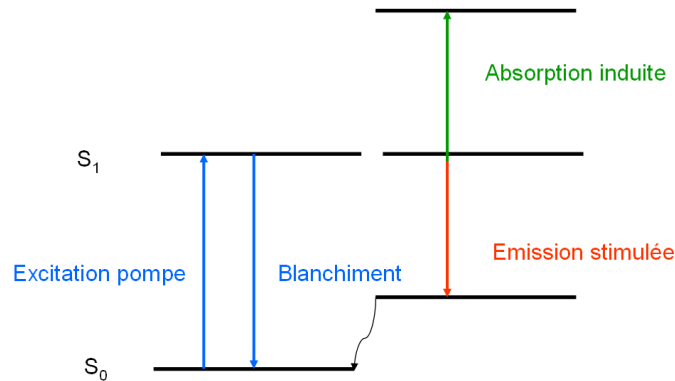 Absorption induite
S₁
Emission stimulée
Excitation pompe
Blanchiment
S₀